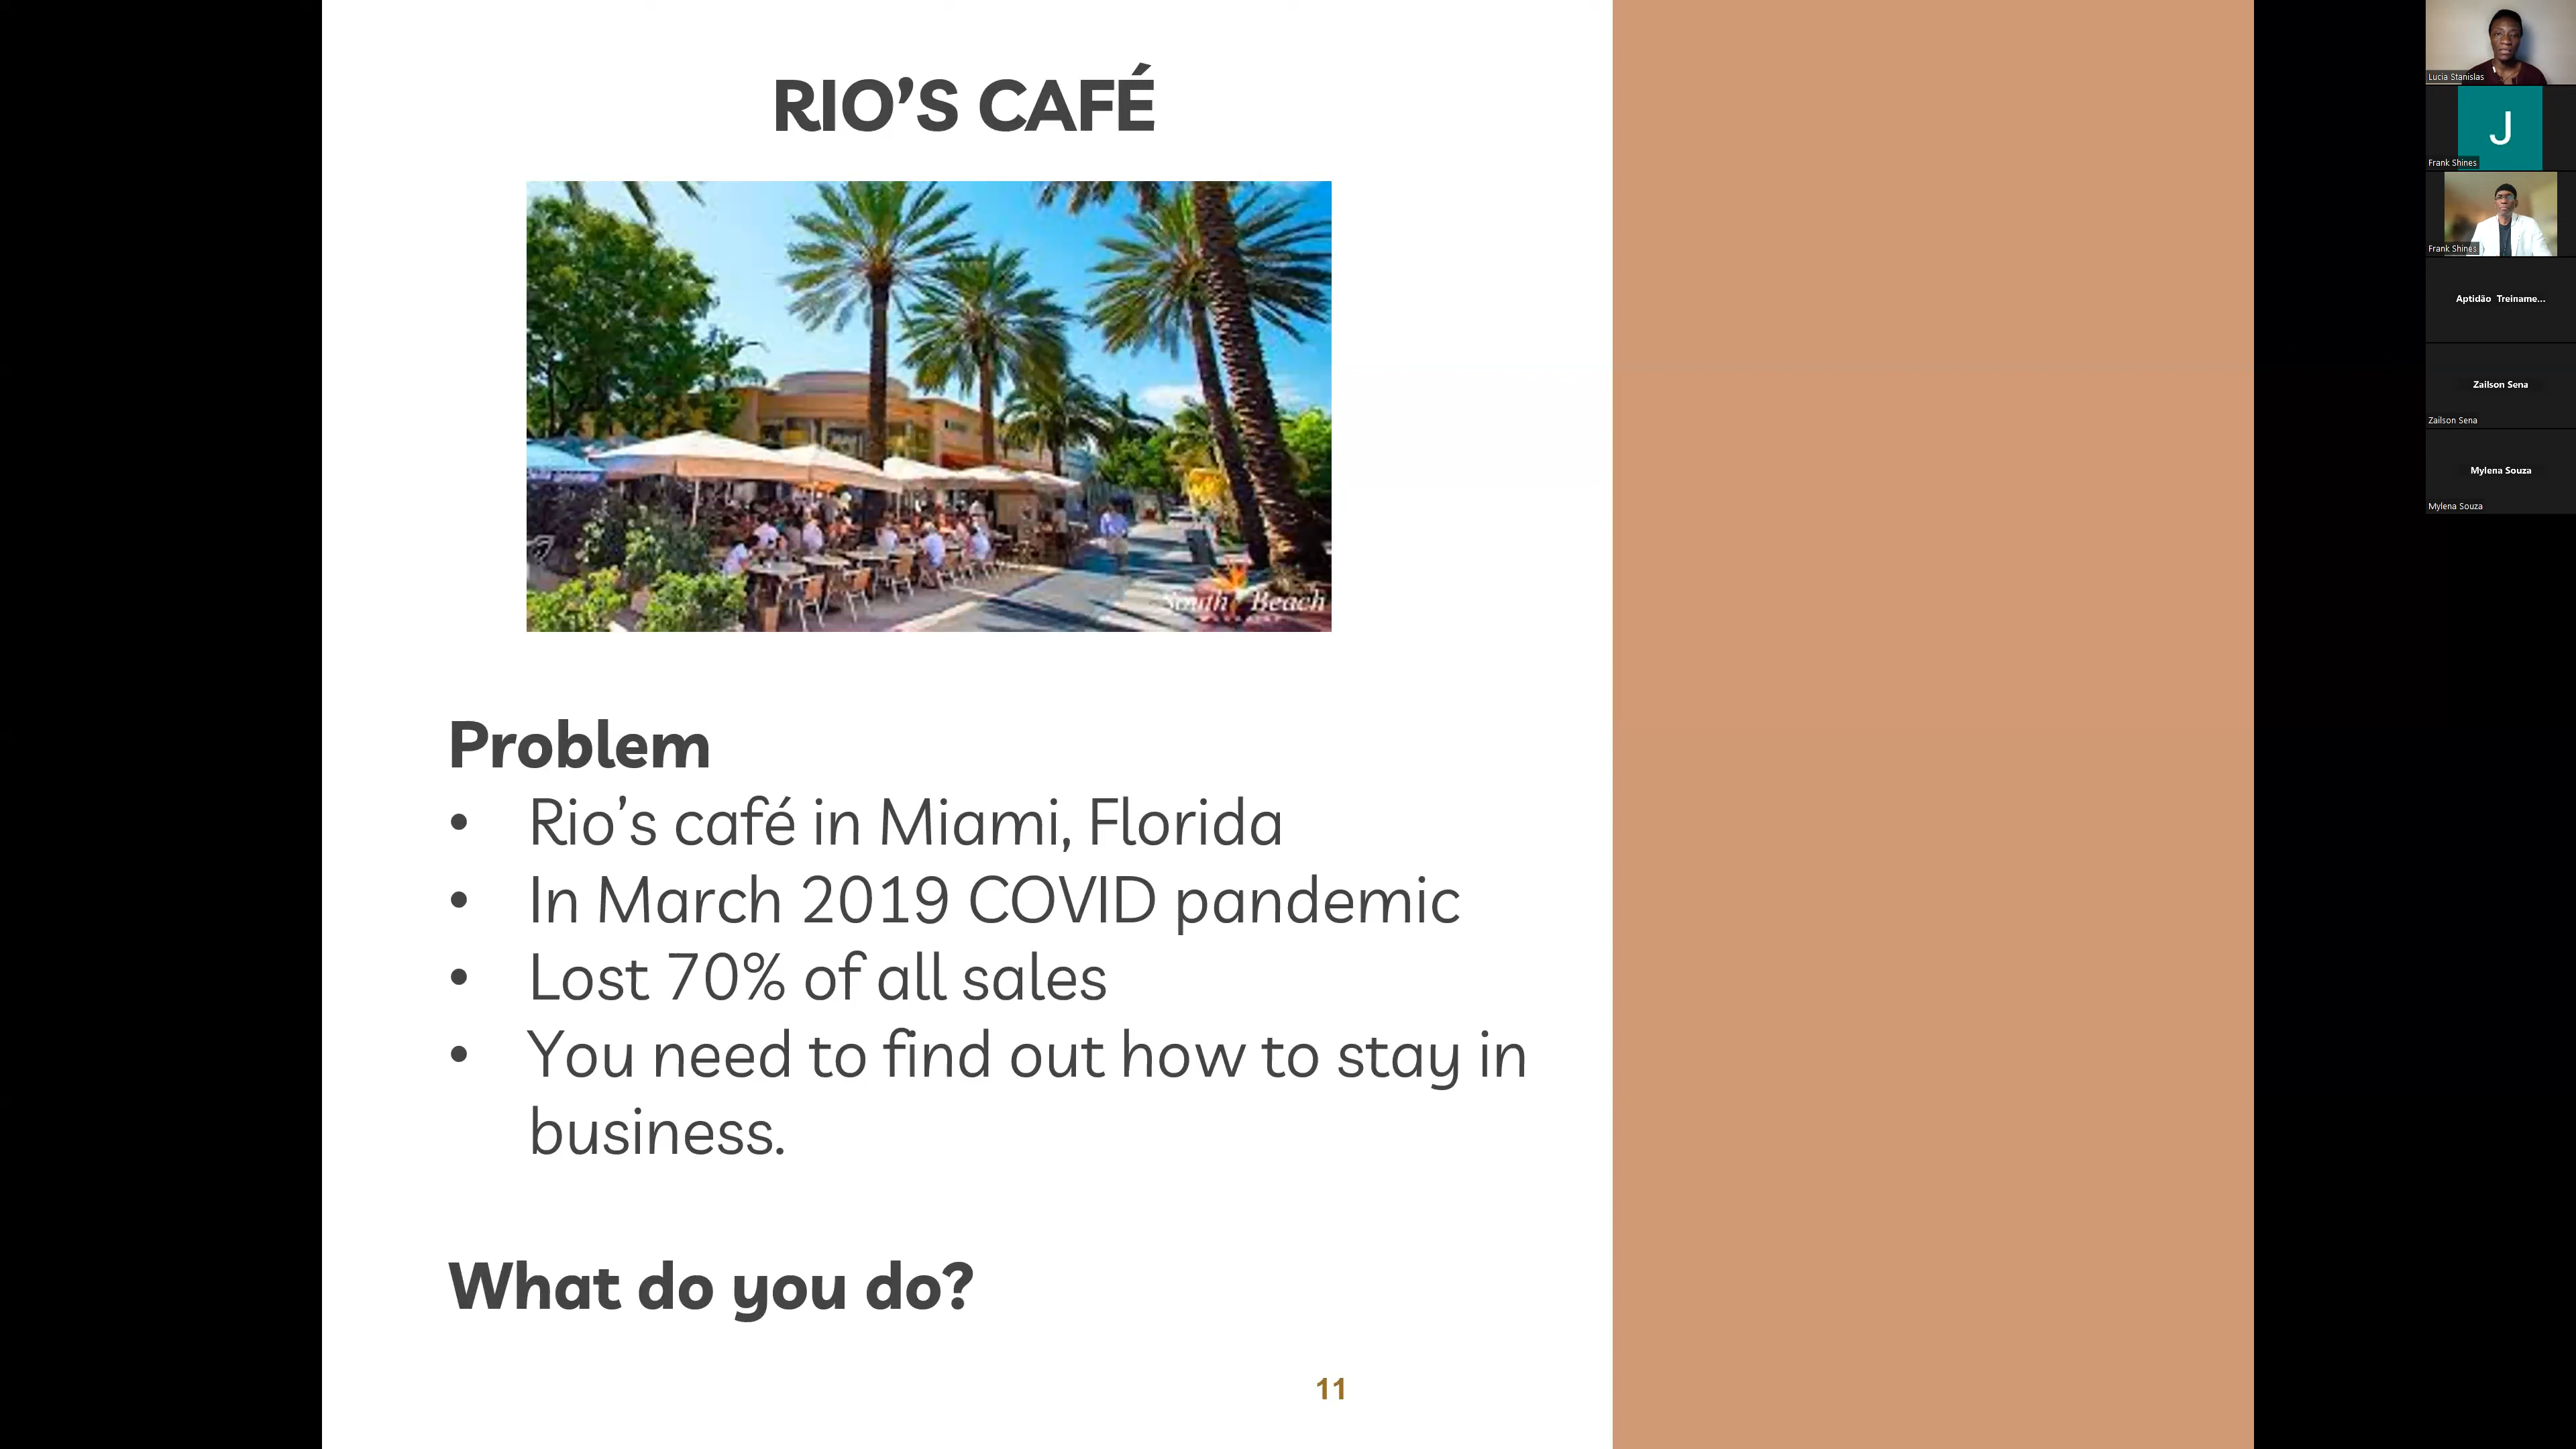 RIO’S CAFÉ
South Beach
Problem
• Rio’s café in Miami, Florida
• In March 2019 COVID pandemic
• Lost 70% of all sales
• You need to find out how to stay in
business.
What do you do?
11
Lucia Stanislas
J
Frank Shines
Frank Shines
Aptidão Treiname...
Zailson Sena
Zailson Sena
Mylena Souza
Mylena Souza